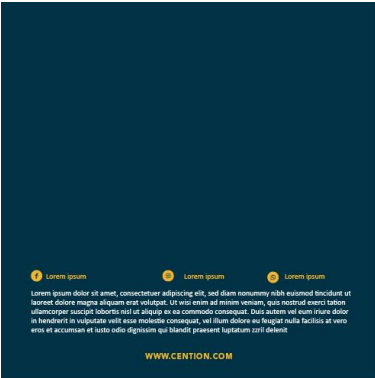 Lorem ipsum Lorem ipsum Lorem ipsum
Lorem ipsum dolor sit amet, consectetuer adipiscing elit, sed diam nonummy nibh euismod tincidunt ut
laoreet dolore magna aliquam erat volutpat. Ut wisi enim ad minim veniam, quis nostrud exerci tation
ullamcorper suscipit lobortis nisl ut aliquip ex ea commodo consequat. Duis autem vel eum iriure dolor
in hendrerit in vulputate velit esse molestie consequat, vel illum dolore eu feugiat nulla facilisis at vero
eros et accumsan et iusto odio dignissim qui blandit praesent luptatum zzril delenit
WWW.CENTION.COM